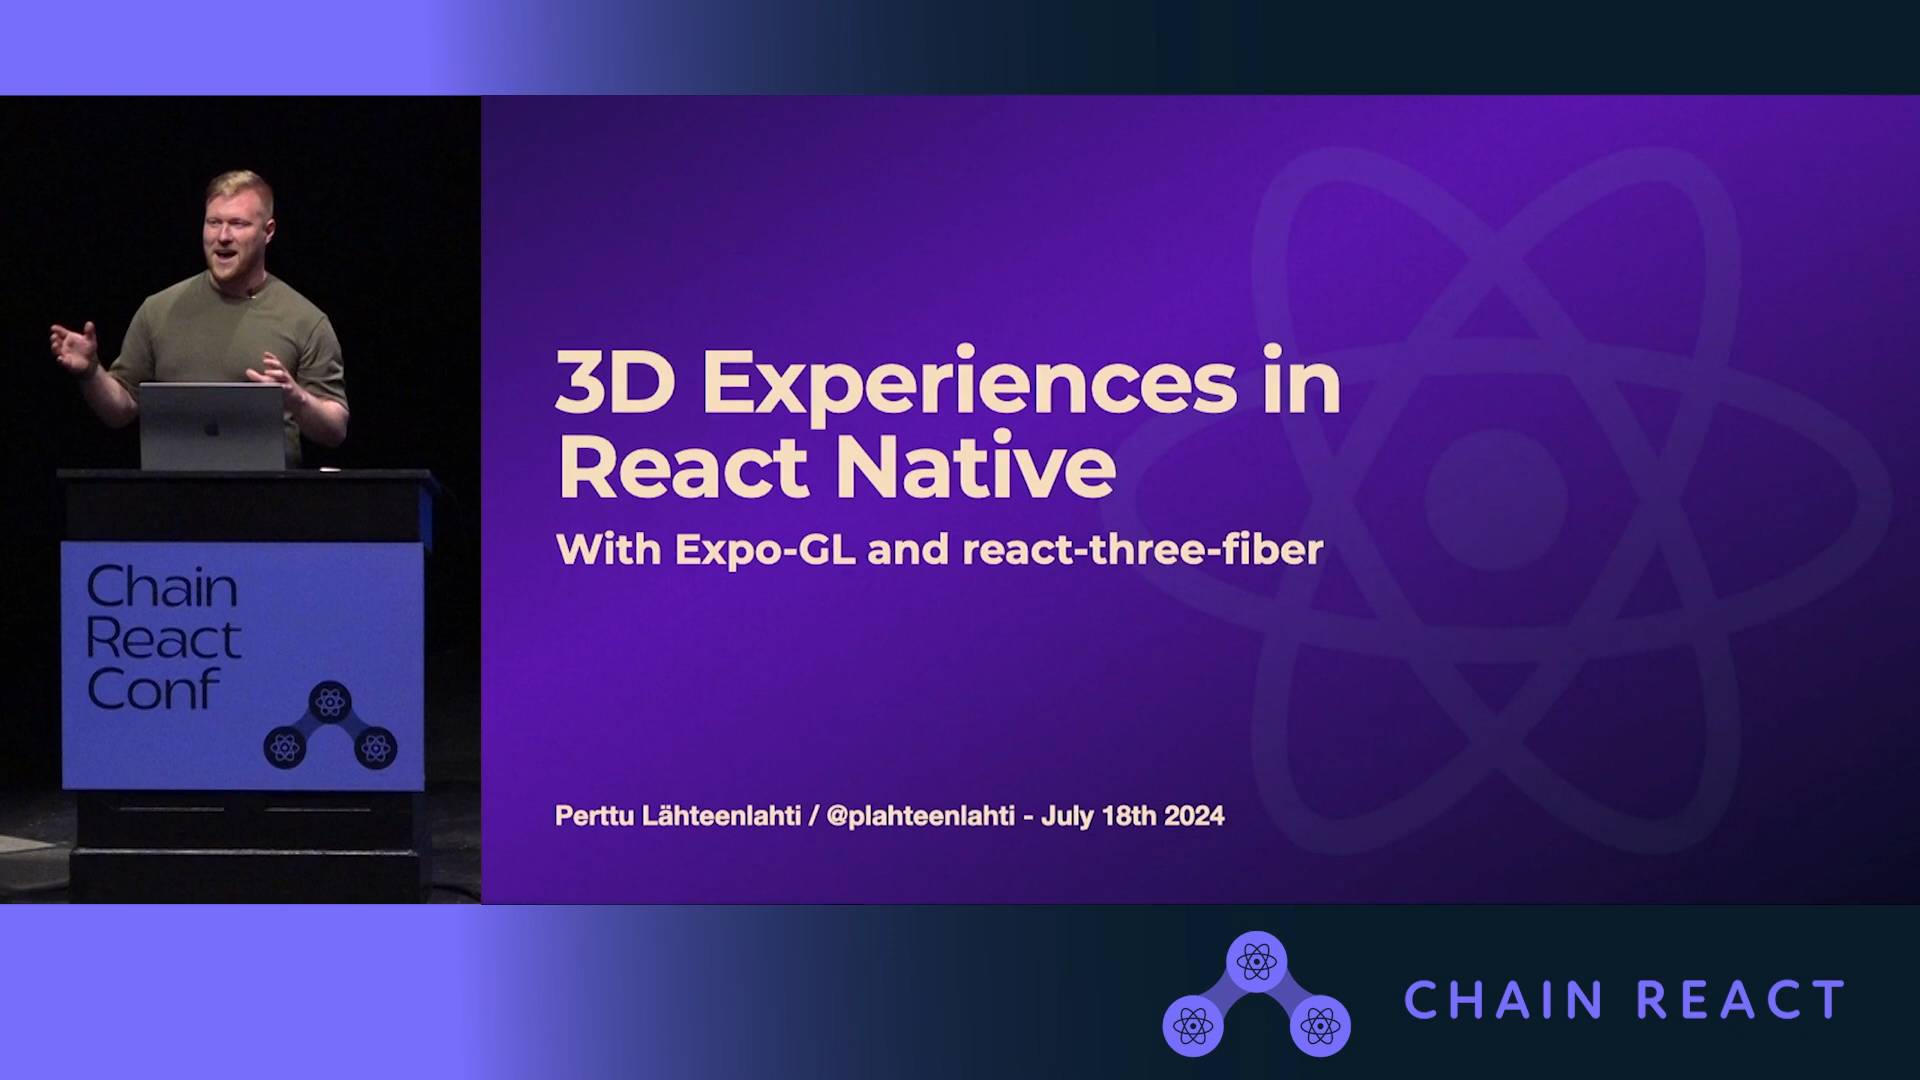 3D Experiences in
React Native
With Expo-GL and react-three-fiber
Perttu Lähteenlahti / @plahteenlahti - July 18th 2024
Chain
React
Conf
CHAIN REACT